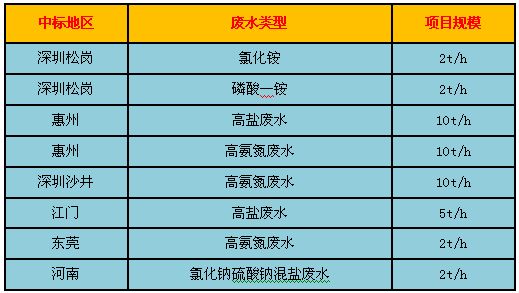 中标地区 废水类型 项目规模
深圳松岗 氯化铵 2t/h
深圳松岗 磷酸一铵 2t/h
惠州 高盐废水 10t/h
惠州 高氨氮废水 10t/h
深圳沙井 高氨氮废水 10t/h
江门 高盐废水 5t/h
东莞 高氨氮废水 2t/h
河南 氯化钠硫酸钠混盐废水 2t/h